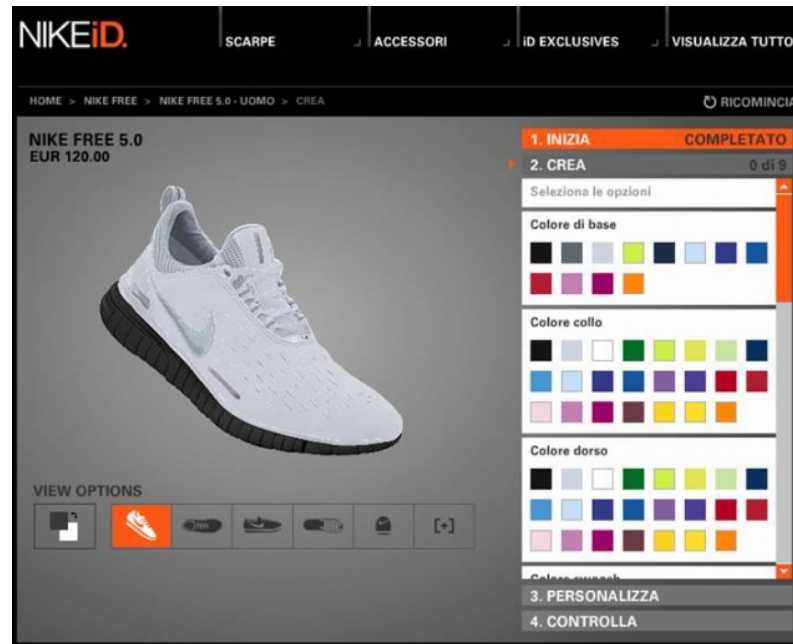 NIKEiD.
SCARPE
ACCESSORI
iD EXCLUSIVES
VISUALIZZA TUTTO
HOME > NIKE FREE > NIKE FREE 5.0 - UOMO > CREA
RICOMINCIA
NIKE FREE 5.0
EUR 120.00
1. INIZIA COMPLETATO
2. CREA 0 di 9
Seleziona le opzioni
Colore di base
Colore collo
Colore dorso
Colore swoosh
3. PERSONALIZZA
4. CONTROLLA
VIEW OPTIONS
[+]